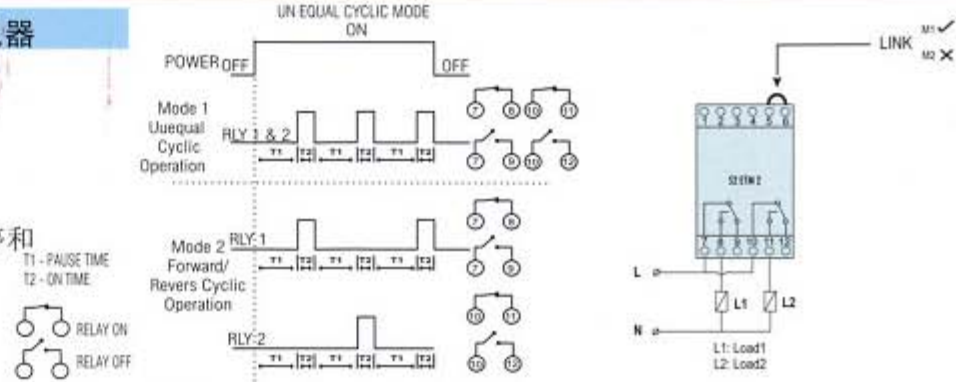 器
UN EQUAL CYCLIC MODE
ON
POWER OFF
OFF
Mode 1
Uuequal
Cyclic
Operation
RLY 1 & 2
T1 T2 T1 T2 T1 T2
7 8 10 11
7 9 10 12
Mode 2
Forward/
Revers Cyclic
Operation
RLY-1
T1 T2 T1 T2 T1 T2
7 8
7 9
RLY-2
T1 T2 T1 T2 T1 T2
10 11
10 12
和
T1 - PAUSE TIME
T2 - ON TIME
RELAY ON
RELAY OFF
LINK
M1 ✓
M2 ✕
1 2 3 4 5 6
7 8 9 10 11 12
L
L1
L2
N
L1: Load1
L2: Load2